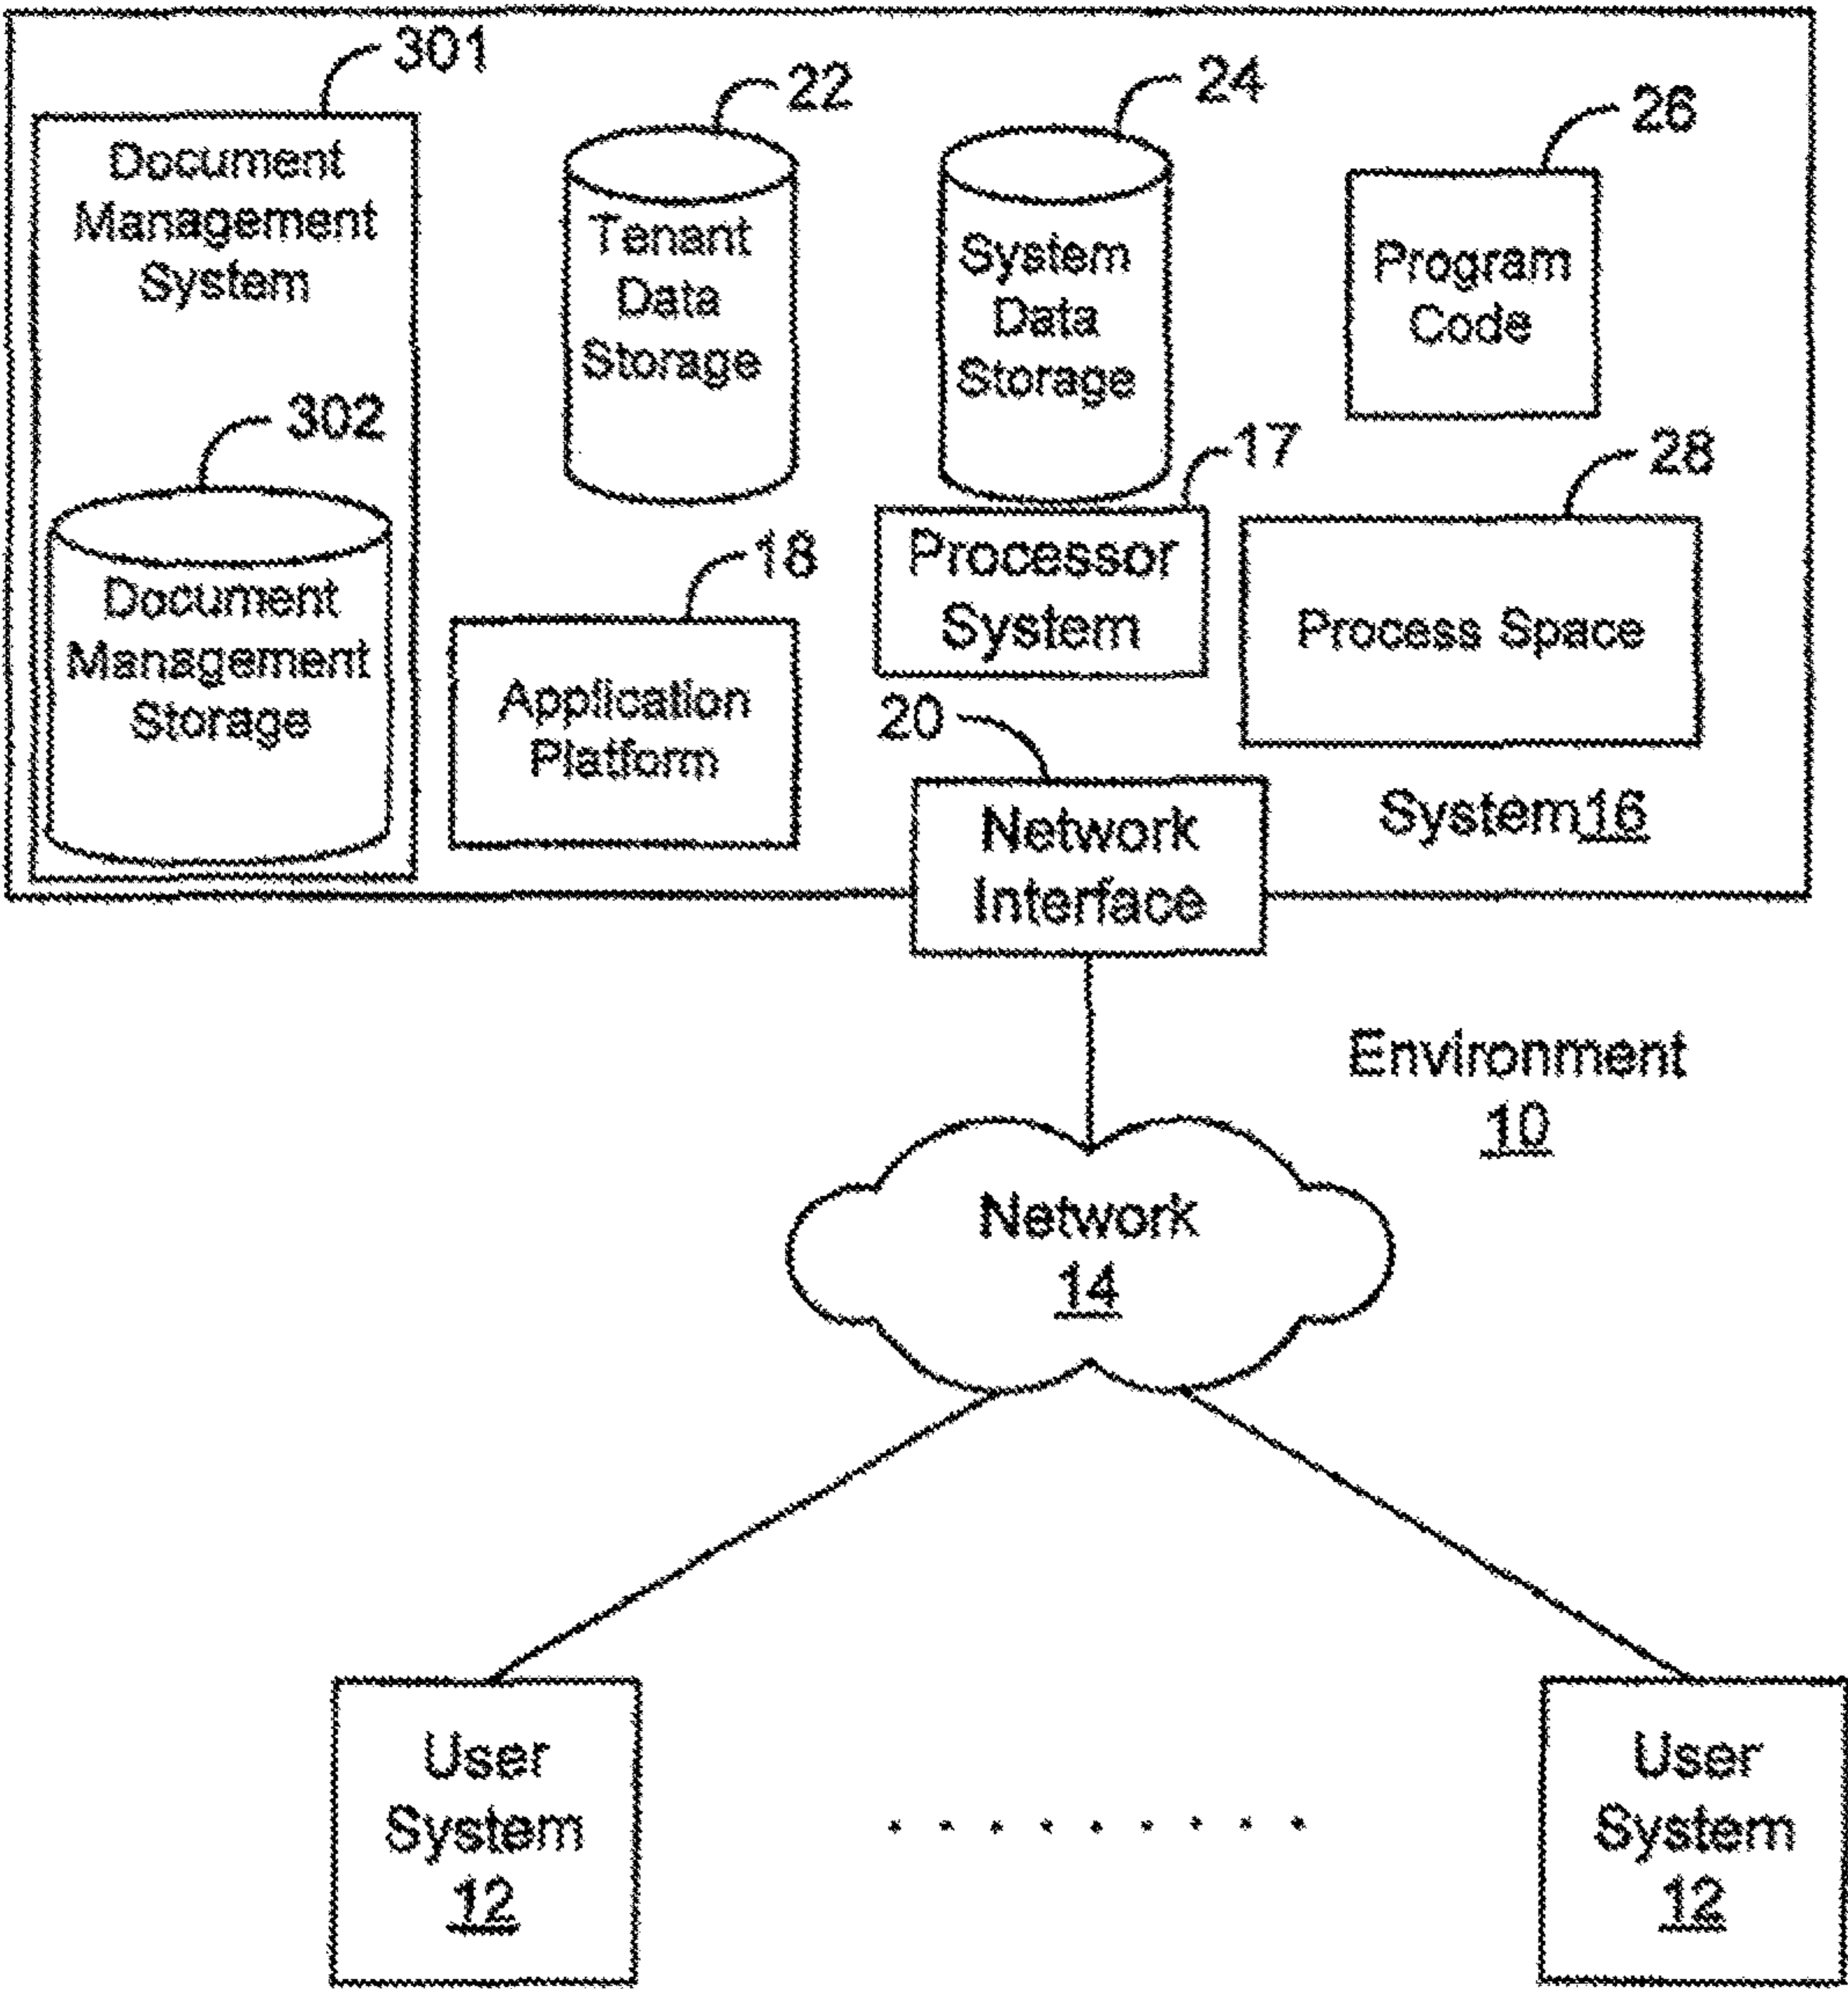 301
Document
Management
System
302
Document
Management
Storage
22
Tenant
Data
Storage
24
System
Data
Storage
26
Program
Code
18
Application
Platform
17
Processor
System
28
Process Space
20
Network
Interface
System16
Environment
10
Network
14
User
System
12
User
System
12